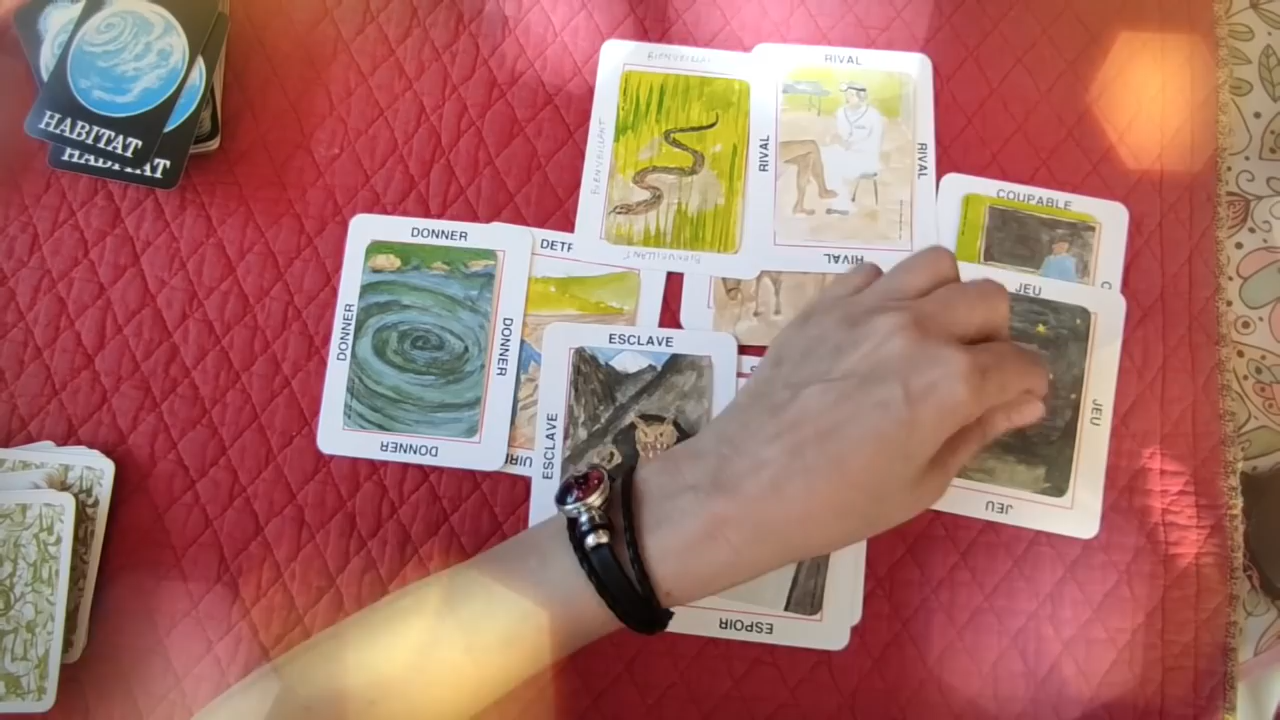 HABITAT
HABITAT
BIENVEILLANT
BIENVEILLANT
RIVAL
RIVAL
RIVAL
RIVAL
COUPABLE
DONNER
DONNER
DONNER
DONNER
JEU
JEU
JEU
ESCLAVE
ESCLAVE
ESPOIR